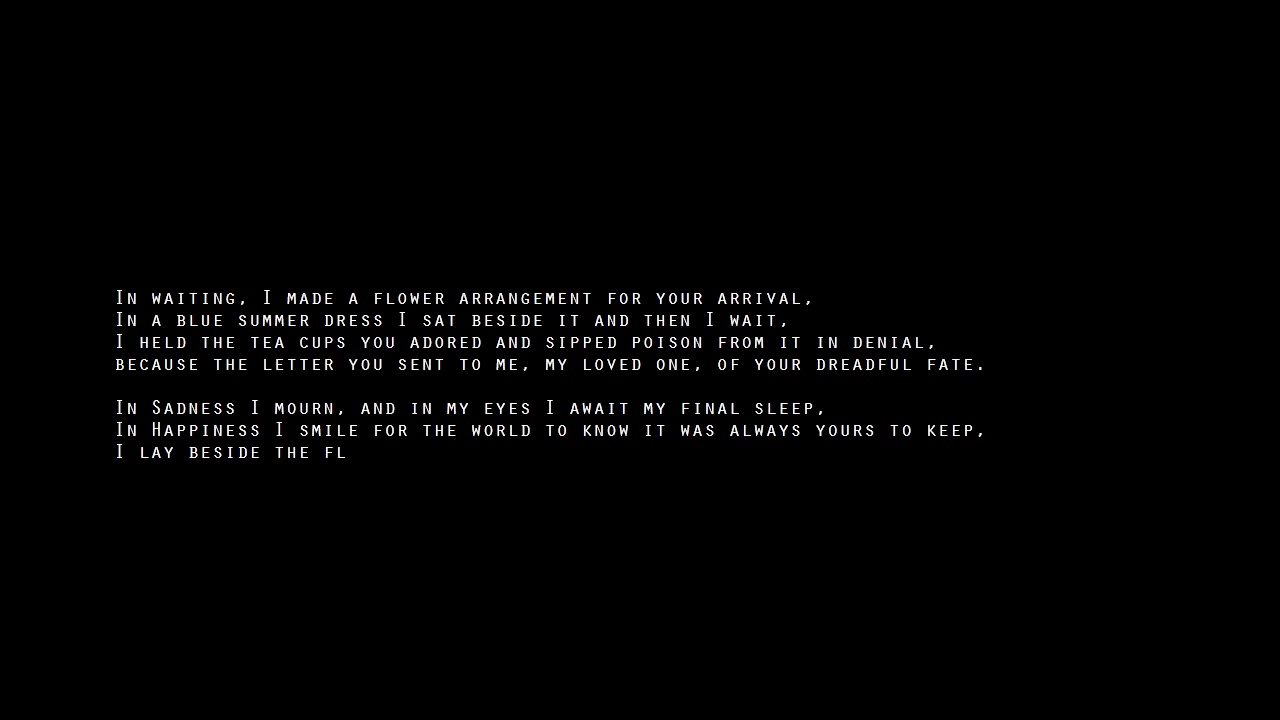 In waiting, I made a flower arrangement for your arrival,
In a blue summer dress I sat beside it and then I wait,
I held the tea cups you adored and sipped poison from it in denial,
because the letter you sent to me, my loved one, of your dreadful fate.
In Sadness I mourn, and in my eyes I await my final sleep,
In Happiness I smile for the world to know it was always yours to keep,
I lay beside the fl